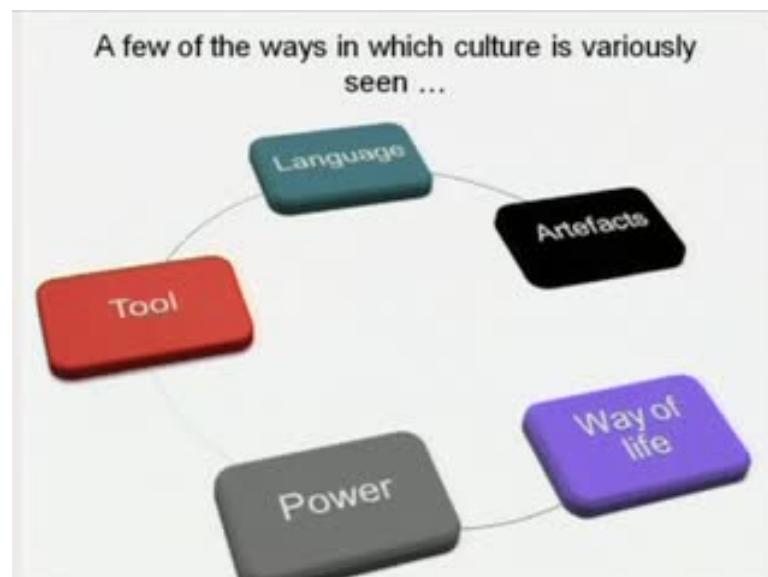 A few of the ways in which culture is variously
seen ...
Language
Artefacts
Tool
Way of
life
Power